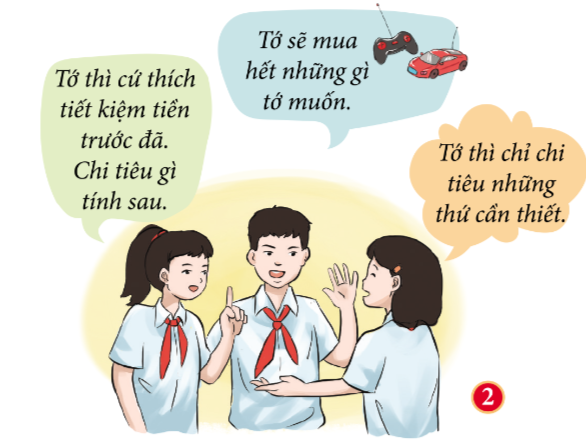 Tớ thì cứ thích
tiết kiệm tiền
trước đã.
Chi tiêu gì
tính sau.
Tớ sẽ mua
hết những gì
tớ muốn.
Tớ thì chỉ chi
tiêu những
thứ cần thiết.
2